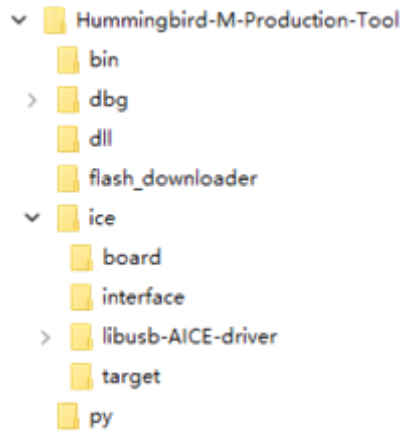 Hummingbird-M-Production-Tool
bin
dbg
dll
flash_downloader
ice
board
interface
libusb-AICE-driver
target
py